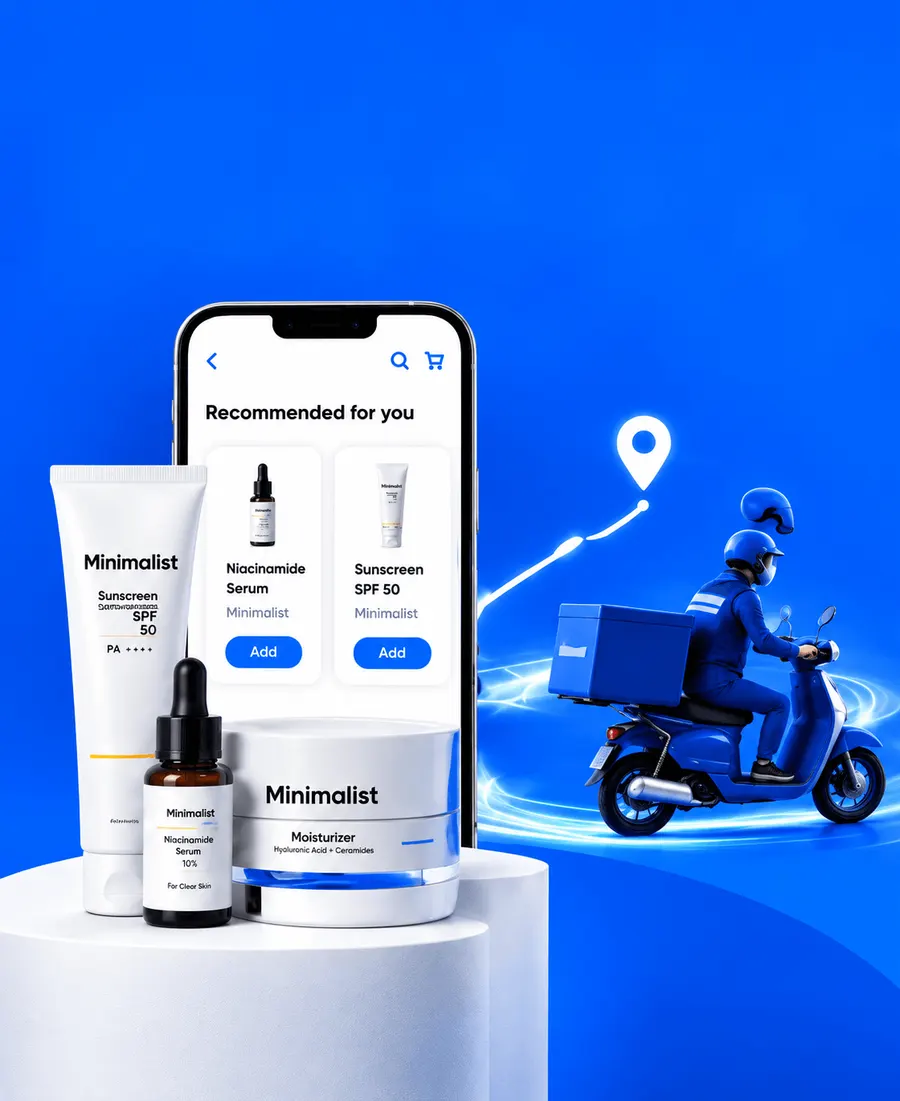 Recommended for you
Niacinamide
Serum
Minimalist
Add
Sunscreen
SPF 50
Minimalist
Add
Minimalist
Sunscreen
SPF
50
PA ++++
Minimalist
Niacinamide
Serum
10%
For Clear Skin
Minimalist
Moisturizer
Hyaluronic Acid + Ceramides
Minimalist